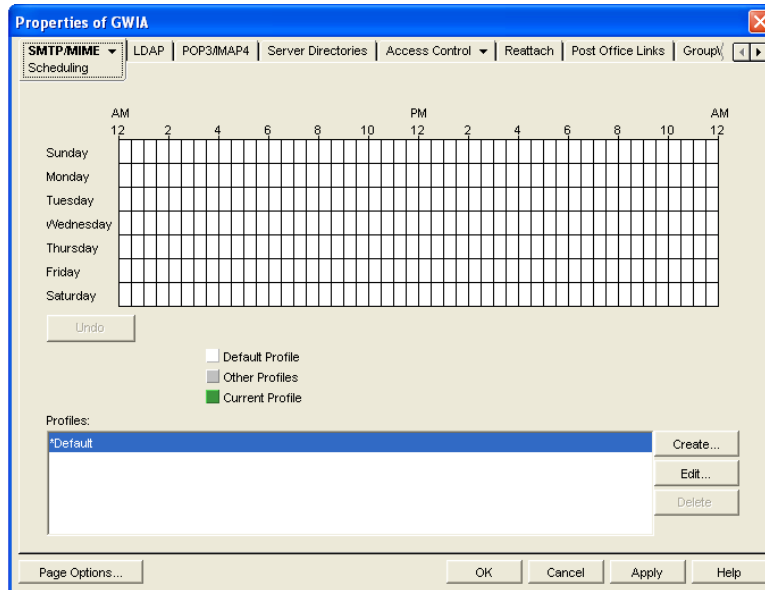 Properties of GWIA
SMTP/MIME LDAP POP3/IMAP4 Server Directories Access Control Reattach Post Office Links
Scheduling
AM PM AM
12 2 4 6 8 10 12 2 4 6 8 10 12
Sunday
Monday
Tuesday
Wednesday
Thursday
Friday
Saturday
Undo
Default Profile
Other Profiles
Current Profile
Profiles:
*Default
Create...
Edit...
Delete
Page Options... OK Cancel Apply Help